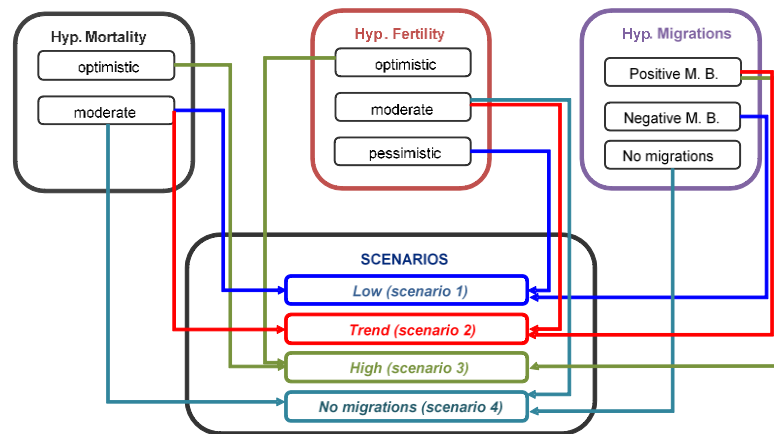 Hyp. Mortality
optimistic
moderate
Hyp. Fertility
optimistic
moderate
pessimistic
Hyp. Migrations
Positive M. B.
Negative M. B.
No migrations
SCENARIOS
Low (scenario 1)
Trend (scenario 2)
High (scenario 3)
No migrations (scenario 4)